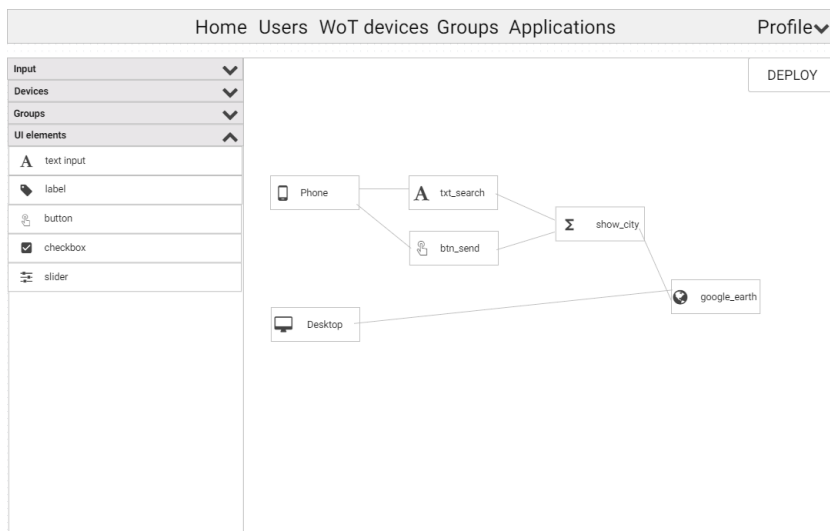 Home Users WoT devices Groups Applications Profile
Input
Devices
Groups
UI elements
text input
label
button
checkbox
slider
DEPLOY
Phone
txt_search
btn_send
show_city
google_earth
Desktop